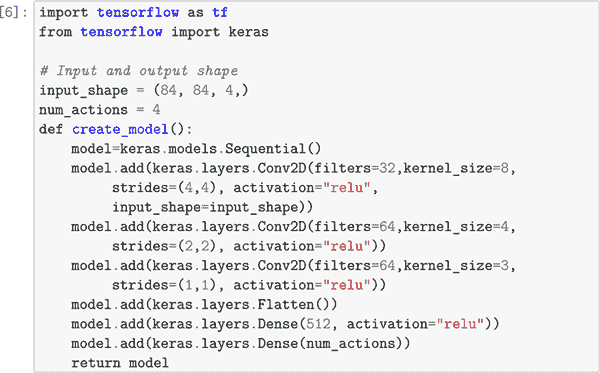 [6]: import tensorflow as tf
from tensorflow import keras

# Input and output shape
input_shape = (84, 84, 4,)
num_actions = 4
def create_model():
    model=keras.models.Sequential()
    model.add(keras.layers.Conv2D(filters=32,kernel_size=8,
        strides=(4,4), activation="relu",
        input_shape=input_shape))
    model.add(keras.layers.Conv2D(filters=64,kernel_size=4,
        strides=(2,2), activation="relu"))
    model.add(keras.layers.Conv2D(filters=64,kernel_size=3,
        strides=(1,1), activation="relu"))
    model.add(keras.layers.Flatten())
    model.add(keras.layers.Dense(512, activation="relu"))
    model.add(keras.layers.Dense(num_actions))
    return model